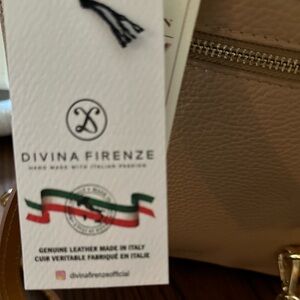 DIVINA FIRENZE
HAND MADE WITH ITALIAN PASSION
GENUINE LEATHER MADE IN ITALY
CUIR VERITABLE FABRIQUÉ EN ITALIE
divinafirenzeofficial